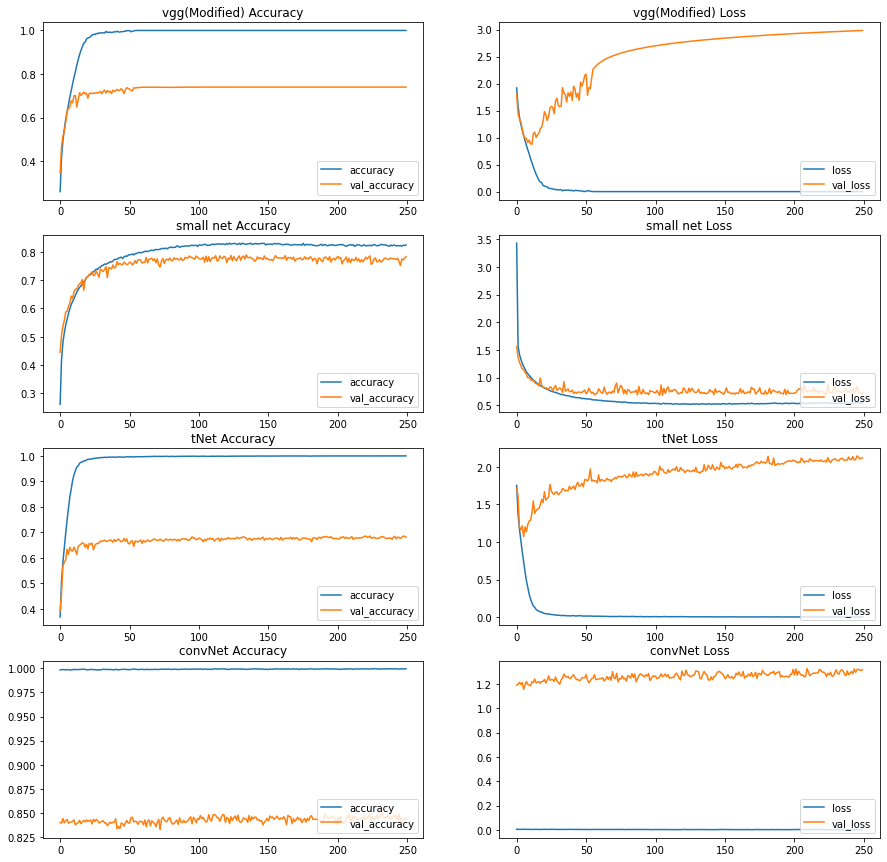 vgg(Modified) Accuracy
1.0
0.8
0.6
0.4
accuracy
val_accuracy
0 50 100 150 200 250
vgg(Modified) Loss
3.0
2.5
2.0
1.5
1.0
0.5
0.0
loss
val_loss
0 50 100 150 200 250
small net Accuracy
0.8
0.7
0.6
0.5
0.4
0.3
accuracy
val_accuracy
0 50 100 150 200 250
small net Loss
3.5
3.0
2.5
2.0
1.5
1.0
0.5
loss
val_loss
0 50 100 150 200 250
tNet Accuracy
1.0
0.9
0.8
0.7
0.6
0.5
0.4
accuracy
val_accuracy
0 50 100 150 200 250
tNet Loss
2.0
1.5
1.0
0.5
0.0
loss
val_loss
0 50 100 150 200 250
convNet Accuracy
1.000
0.975
0.950
0.925
0.900
0.875
0.850
0.825
accuracy
val_accuracy
0 50 100 150 200 250
convNet Loss
1.2
1.0
0.8
0.6
0.4
0.2
0.0
loss
val_loss
0 50 100 150 200 250